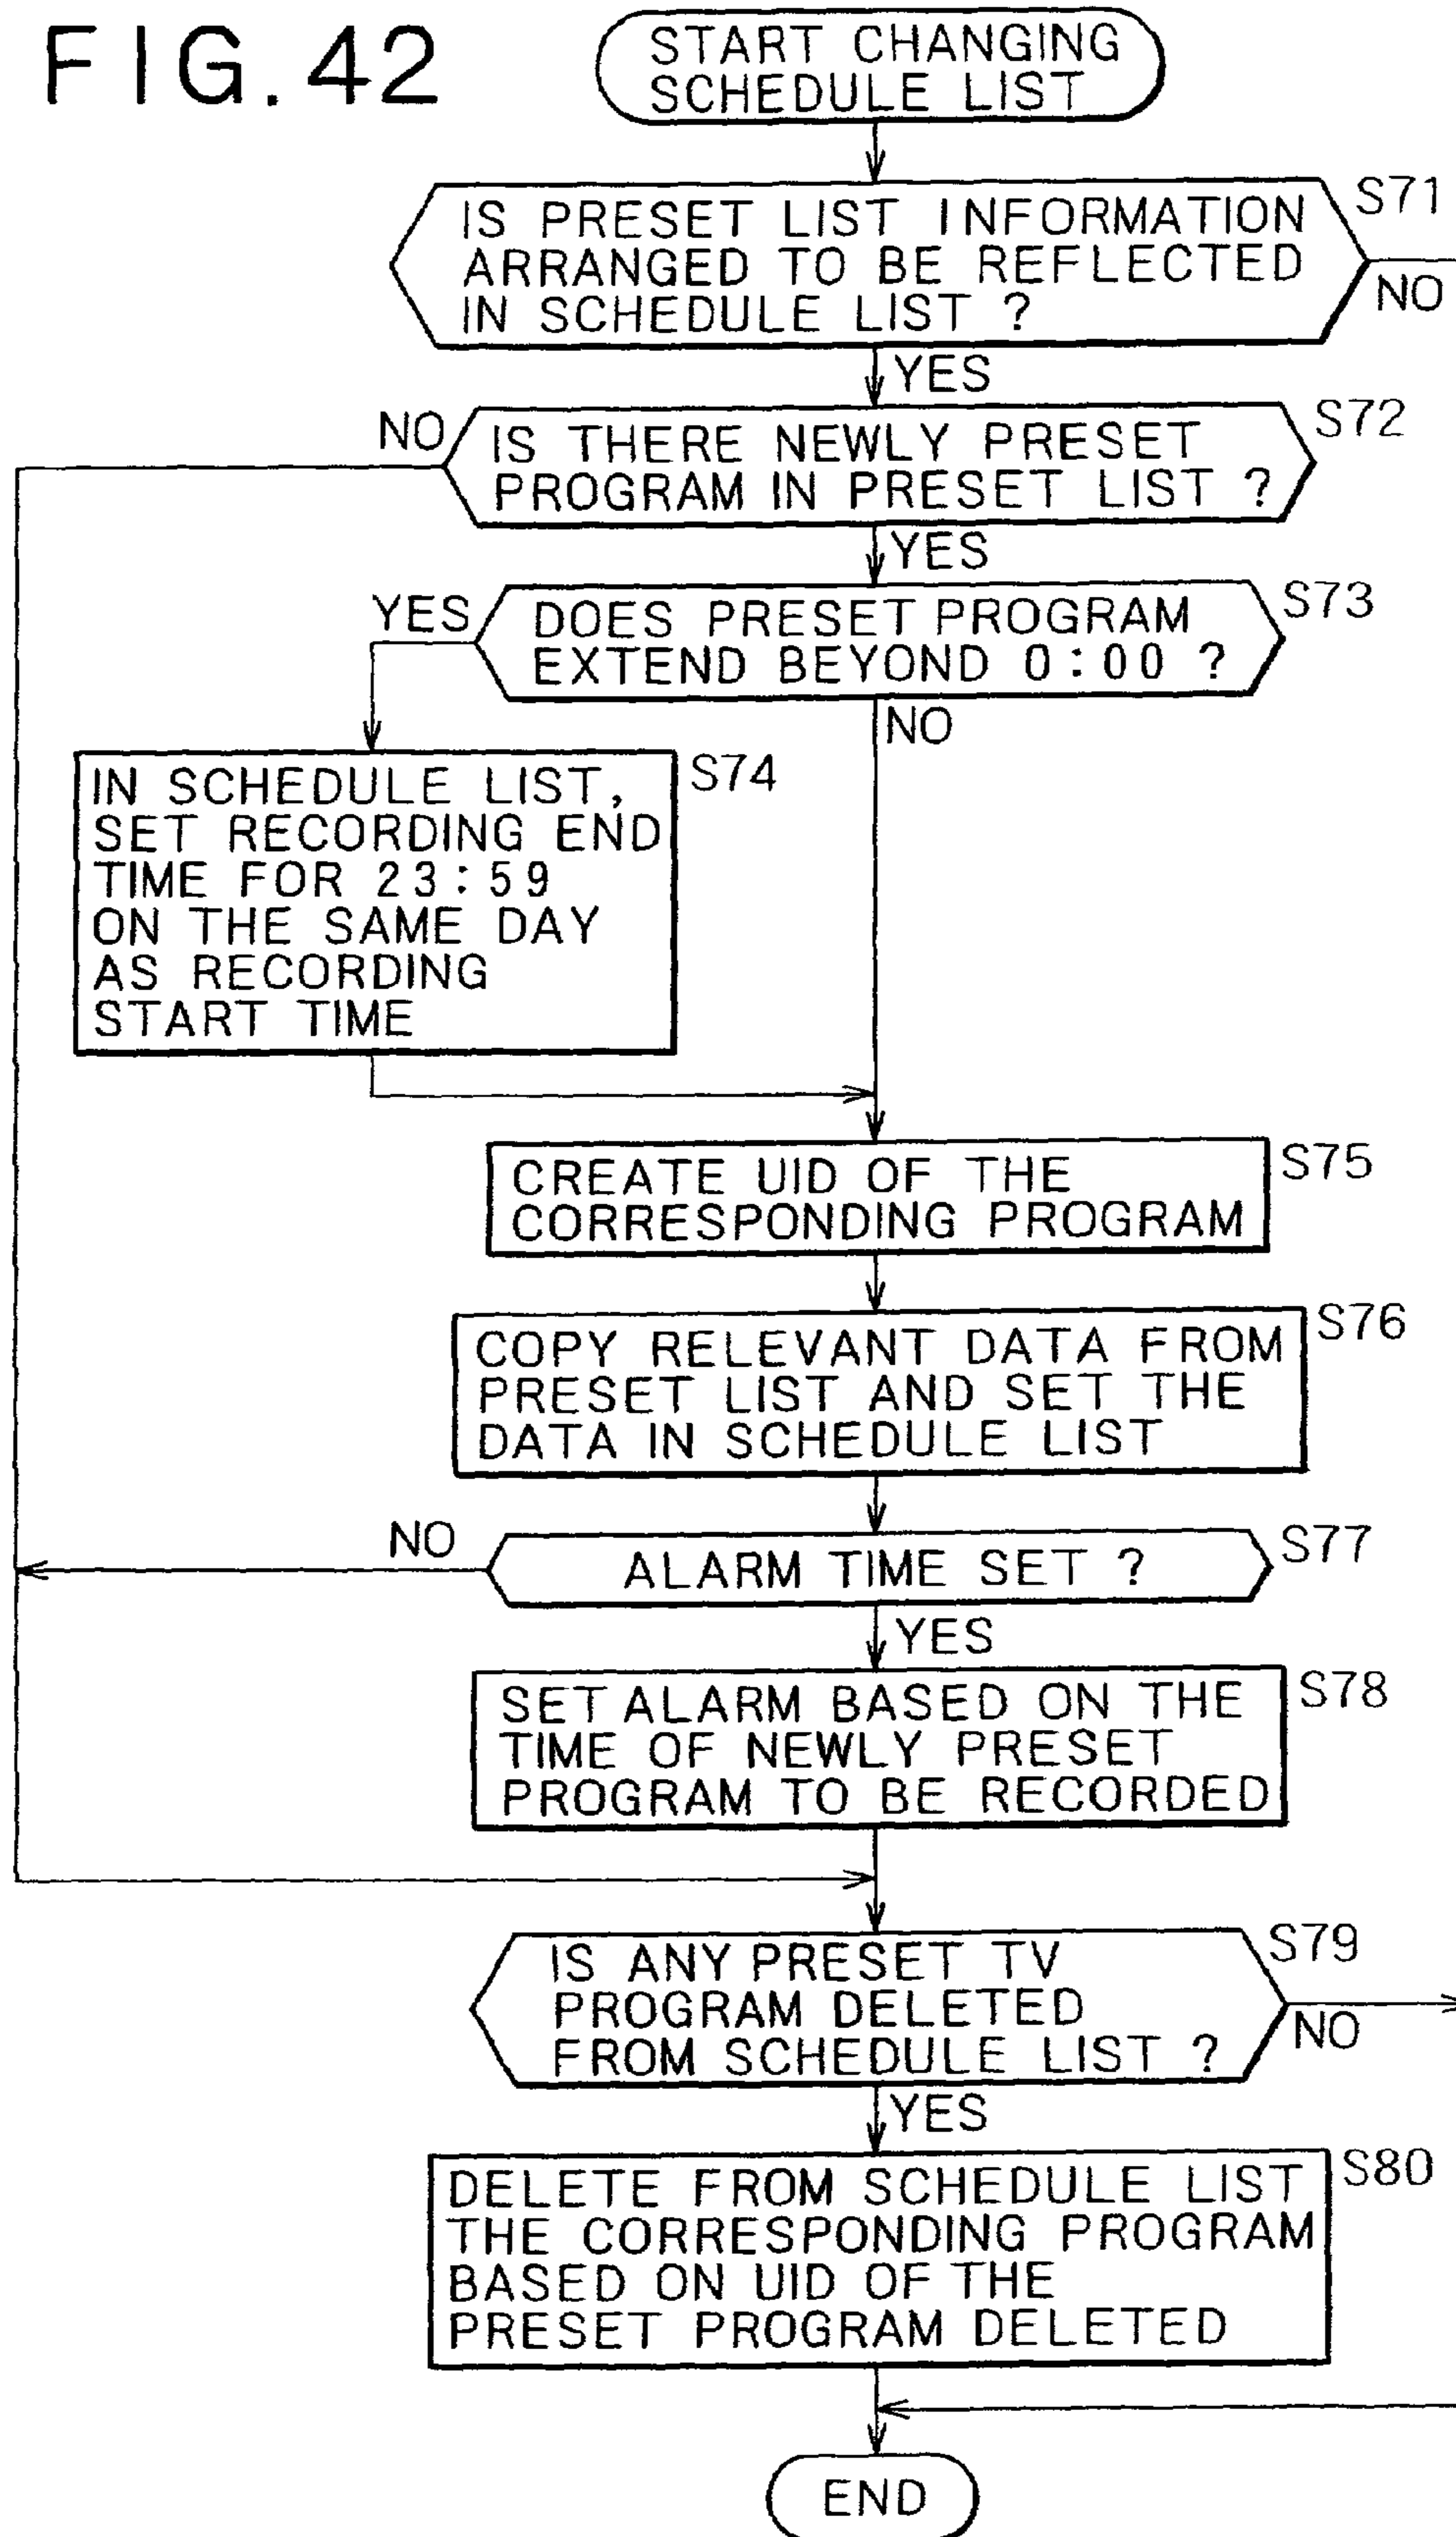 FIG. 42
START CHANGING
SCHEDULE LIST
S71
IS PRESET LIST INFORMATION
ARRANGED TO BE REFLECTED
IN SCHEDULE LIST ?
NO
YES
S72
NO
IS THERE NEWLY PRESET
PROGRAM IN PRESET LIST ?
YES
S73
YES
DOES PRESET PROGRAM
EXTEND BEYOND 0:00 ?
NO
S74
IN SCHEDULE LIST,
SET RECORDING END
TIME FOR 23:59
ON THE SAME DAY
AS RECORDING
START TIME
S75
CREATE UID OF THE
CORRESPONDING PROGRAM
S76
COPY RELEVANT DATA FROM
PRESET LIST AND SET THE
DATA IN SCHEDULE LIST
NO
S77
ALARM TIME SET ?
YES
S78
SET ALARM BASED ON THE
TIME OF NEWLY PRESET
PROGRAM TO BE RECORDED
S79
IS ANY PRESET TV
PROGRAM DELETED
FROM SCHEDULE LIST ?
NO
YES
S80
DELETE FROM SCHEDULE LIST
THE CORRESPONDING PROGRAM
BASED ON UID OF THE
PRESET PROGRAM DELETED
END